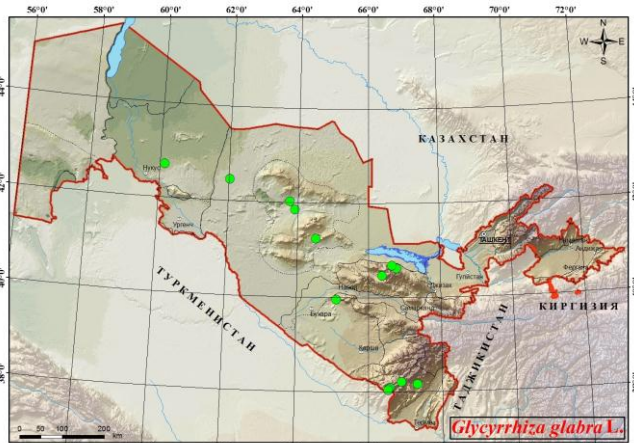 56°0' 58°0' 60°0' 62°0' 64°0' 66°0' 68°0' 70°0' 72°0'
N
W E
S
44°0'
КАЗАХСТАН
42°0'
Нукус
Ургенч
ТАШКЕНТ
Андижан
Фергана
Гулистан
40°0'
Джизак
ТУРКМЕНИСТАН
КИРГИЗИЯ
Навои
Самарканд
Бухара
ТАДЖИКИСТАН
Карши
38°0'
Термез
0 50 100 200
km
Glycyrrhiza glabra L.